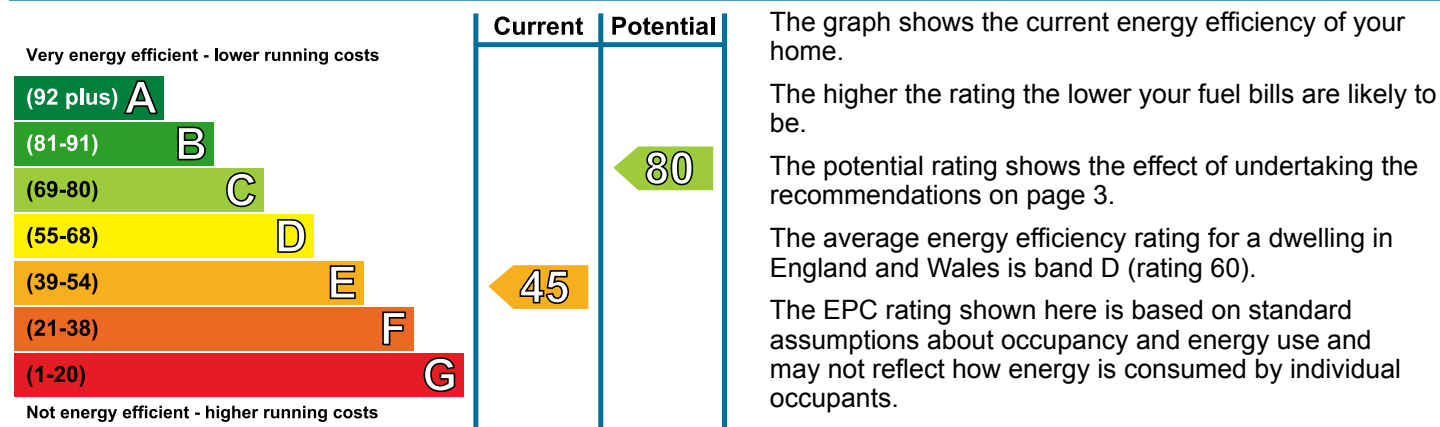 Current Potential
Very energy efficient - lower running costs
(92 plus) A
(81-91) B
(69-80) C
(55-68) D
(39-54) E
(21-38) F
(1-20) G
Not energy efficient - higher running costs
45
80
The graph shows the current energy efficiency of your
home.
The higher the rating the lower your fuel bills are likely to
be.
The potential rating shows the effect of undertaking the
recommendations on page 3.
The average energy efficiency rating for a dwelling in
England and Wales is band D (rating 60).
The EPC rating shown here is based on standard
assumptions about occupancy and energy use and
may not reflect how energy is consumed by individual
occupants.